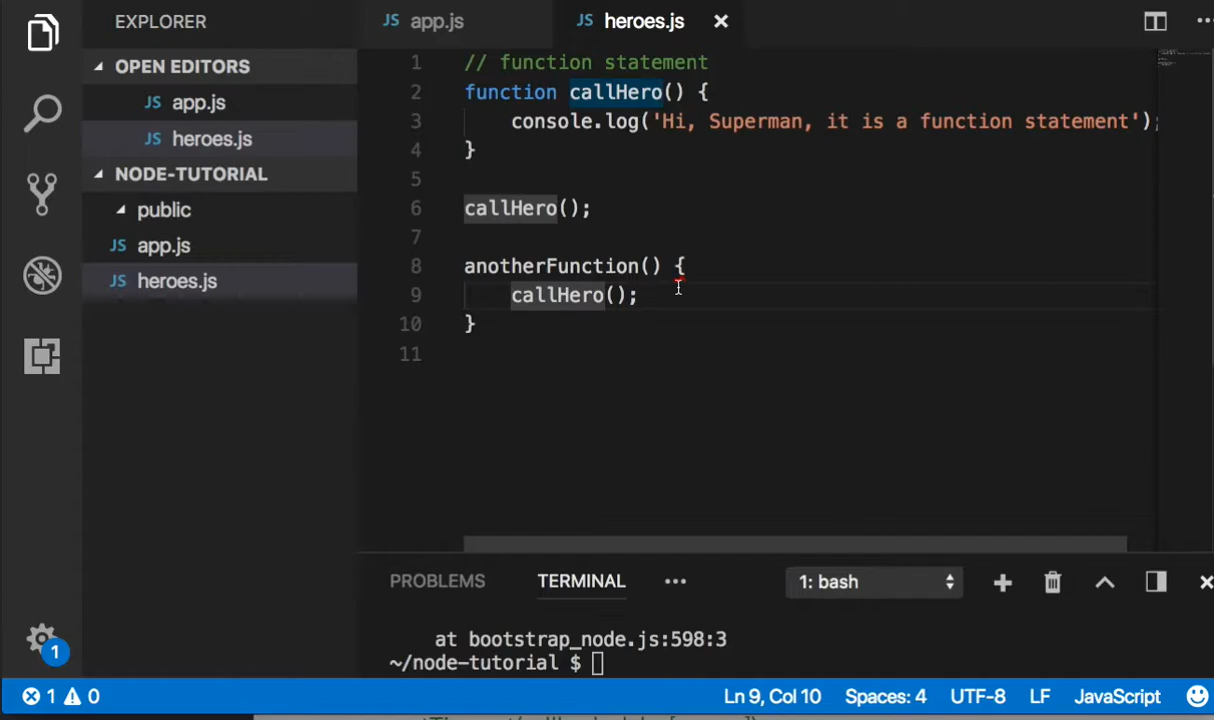 EXPLORER
OPEN EDITORS
JS app.js
JS heroes.js
NODE-TUTORIAL
public
JS app.js
JS heroes.js
JS app.js JS heroes.js ×
1 // function statement
2 function callHero() {
3 console.log('Hi, Superman, it is a function statement');
4 }
5
6 callHero();
7
8 anotherFunction() {
9 callHero();
10 }
11
PROBLEMS TERMINAL ••• 1: bash
at bootstrap_node.js:598:3
~/node-tutorial $
1
1 0 Ln 9, Col 10 Spaces: 4 UTF-8 LF JavaScript